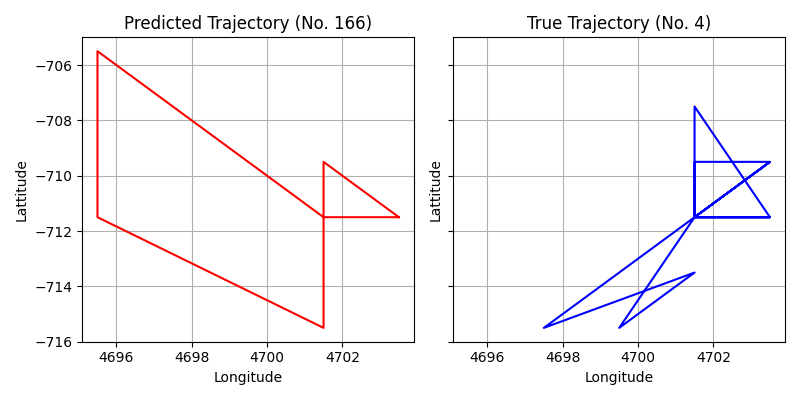 Predicted Trajectory (No. 166)
−706
−708
−710
−712
−714
−716
Lattitude
4696 4698 4700 4702
Longitude
True Trajectory (No. 4)
Lattitude
4696 4698 4700 4702
Longitude